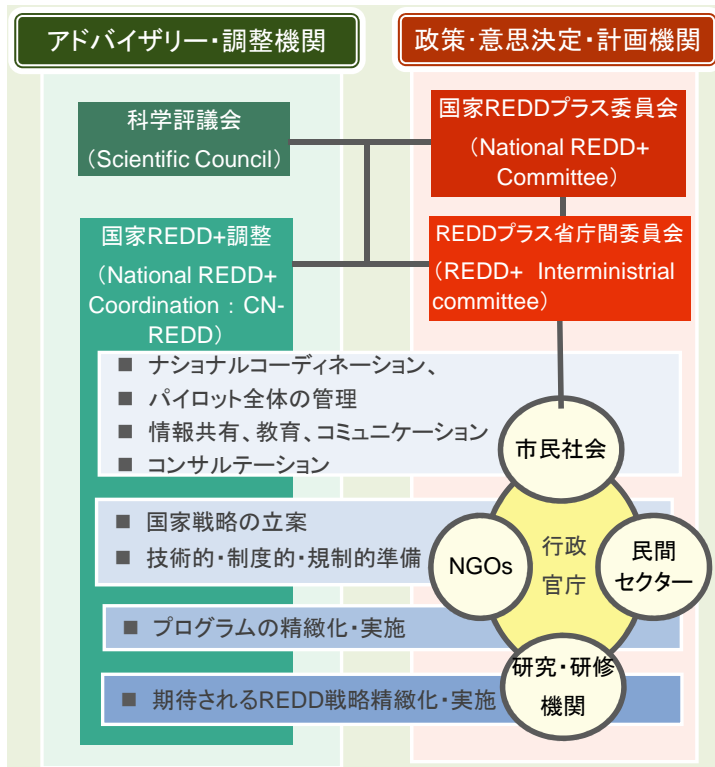 アドバイザリー・調整機関
政策・意思決定・計画機関
科学評議会
（Scientific Council）
国家REDDプラス委員会
（National REDD+
Committee）
国家REDD+調整
（National REDD+
Coordination：CN-
REDD）
REDDプラス省庁間委員会
（REDD+ Interministrial
committee）
■ ナショナルコーディネーション、
■ パイロット全体の管理
■ 情報共有、教育、コミュニケーション
■ コンサルテーション
市民社会
■ 国家戦略の立案
■ 技術的・制度的・規制的準備
NGOs
行政
官庁
民間
セクター
■ プログラムの精緻化・実施
研究・研修
機関
■ 期待されるREDD戦略精緻化・実施